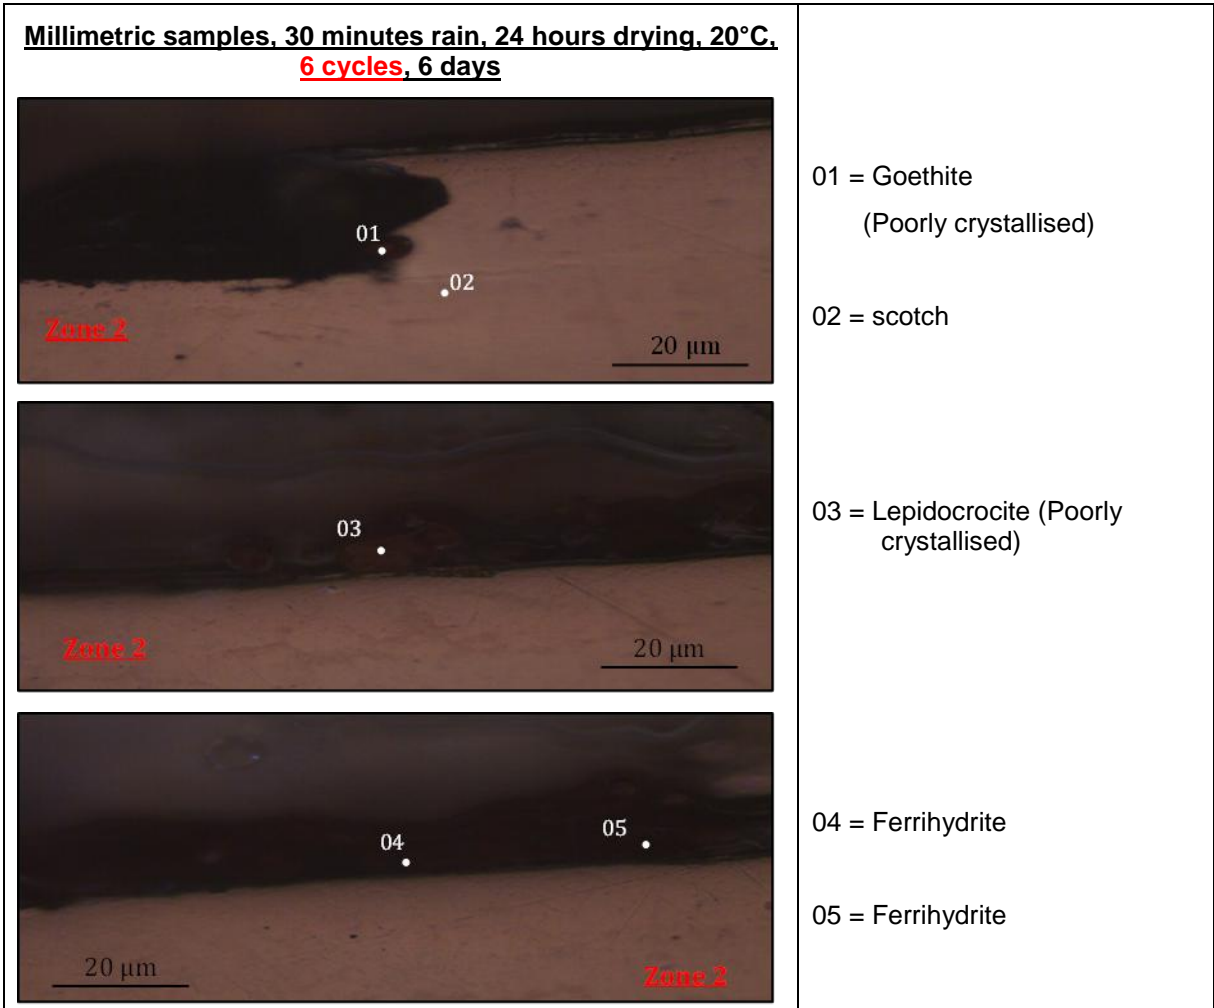 Millimetric samples, 30 minutes rain, 24 hours drying, 20°C,
6 cycles, 6 days
01
02
Zone 2
20 μm
01 = Goethite
(Poorly crystallised)
02 = scotch
03
Zone 2
20 μm
03 = Lepidocrocite (Poorly
crystallised)
04
05
20 μm
Zone 2
04 = Ferrihydrite
05 = Ferrihydrite